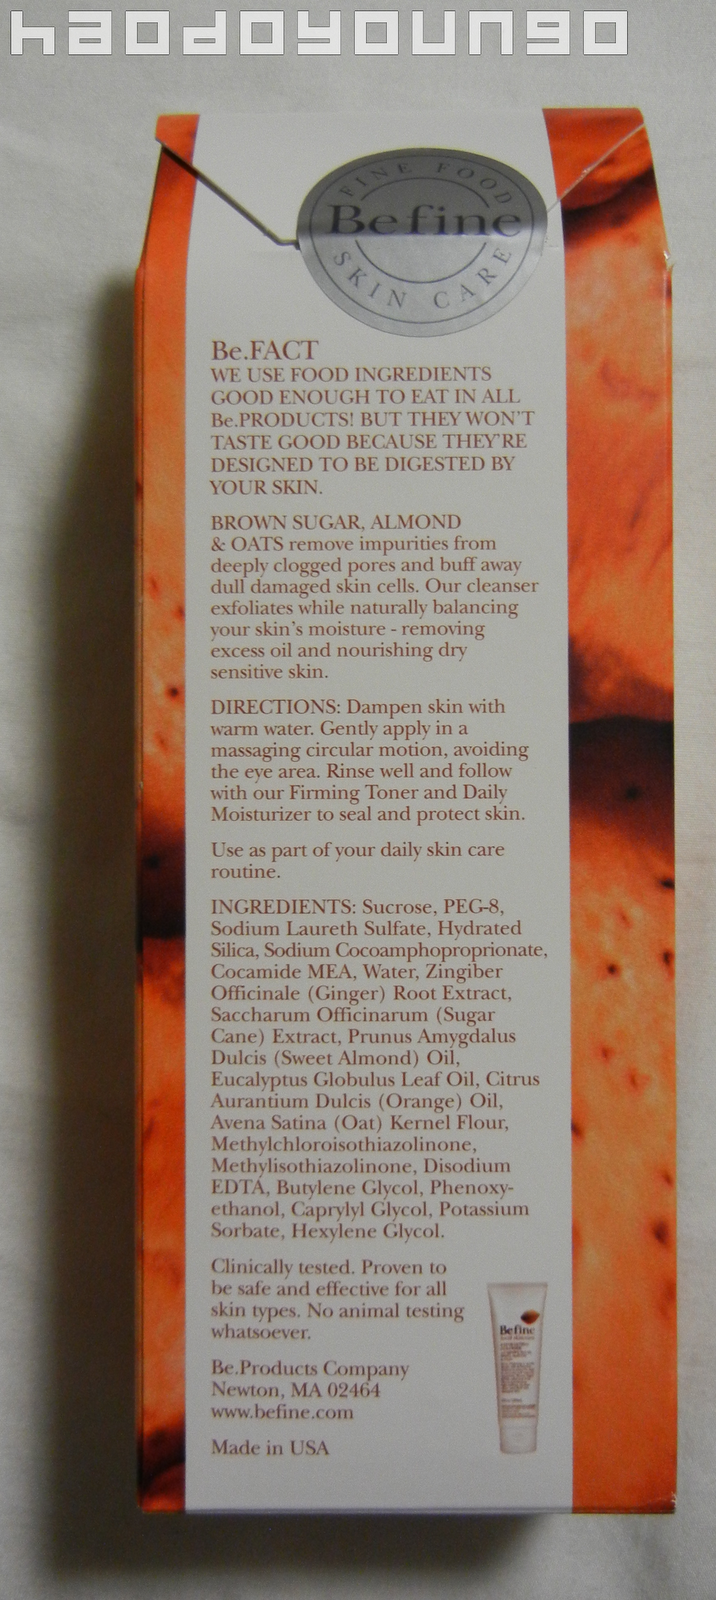 haodoyoungo
FINE FOOD
Befine
SKIN CARE
Be.FACT
WE USE FOOD INGREDIENTS
GOOD ENOUGH TO EAT IN ALL
Be.PRODUCTS! BUT THEY WON'T
TASTE GOOD BECAUSE THEY'RE
DESIGNED TO BE DIGESTED BY
YOUR SKIN.
BROWN SUGAR, ALMOND
& OATS remove impurities from
deeply clogged pores and buff away
dull damaged skin cells. Our cleanser
exfoliates while naturally balancing
your skin's moisture - removing
excess oil and nourishing dry
sensitive skin.
DIRECTIONS: Dampen skin with
warm water. Gently apply in a
massaging circular motion, avoiding
the eye area. Rinse well and follow
with our Firming Toner and Daily
Moisturizer to seal and protect skin.
Use as part of your daily skin care
routine.
INGREDIENTS: Sucrose, PEG-8,
Sodium Laureth Sulfate, Hydrated
Silica, Sodium Cocoamphoproprionate,
Cocamide MEA, Water, Zingiber
Officinale (Ginger) Root Extract,
Saccharum Officinarum (Sugar
Cane) Extract, Prunus Amygdalus
Dulcis (Sweet Almond) Oil,
Eucalyptus Globulus Leaf Oil, Citrus
Aurantium Dulcis (Orange) Oil,
Avena Satina (Oat) Kernel Flour,
Methylchloroisothiazolinone,
Methylisothiazolinone, Disodium
EDTA, Butylene Glycol, Phenoxy-
ethanol, Caprylyl Glycol, Potassium
Sorbate, Hexylene Glycol.
Clinically tested. Proven to
be safe and effective for all
skin types. No animal testing
whatsoever.
Befine
Be.Products Company
Newton, MA 02464
www.befine.com
Made in USA